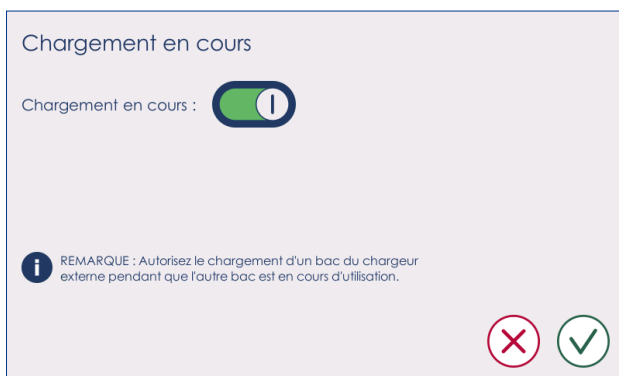 Chargement en cours
Chargement en cours :
REMARQUE : Autorisez le chargement d'un bac du chargeur
externe pendant que l'autre bac est en cours d'utilisation.